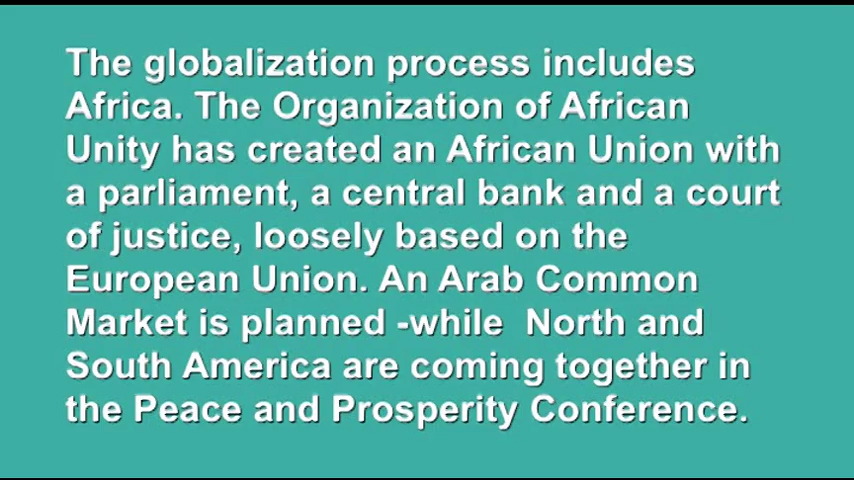 The globalization process includes
Africa. The Organization of African
Unity has created an African Union with
a parliament, a central bank and a court
of justice, loosely based on the
European Union. An Arab Common
Market is planned -while  North and
South America are coming together in
the Peace and Prosperity Conference.